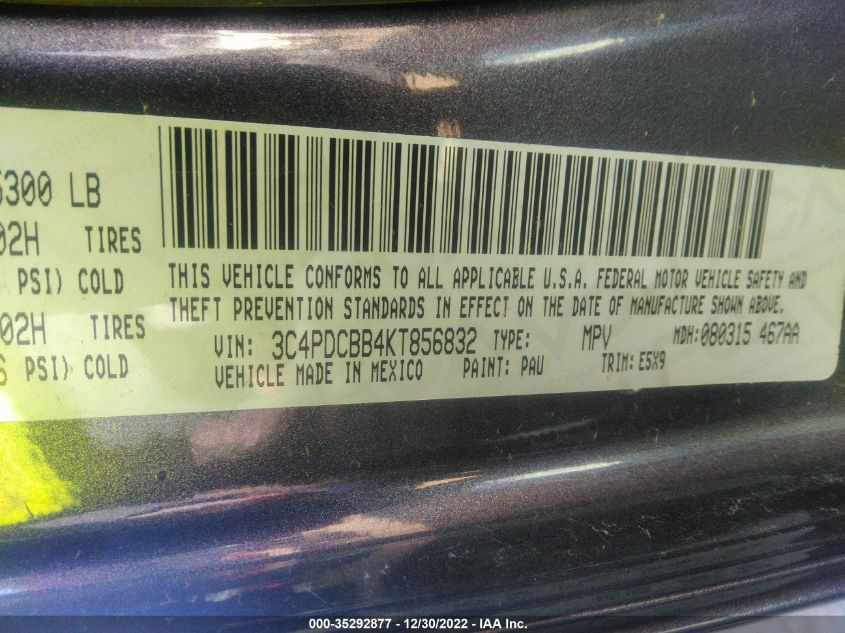 5300 LB
02H TIRES
PSI) COLD
02H TIRES
PSI) COLD
THIS VEHICLE CONFORMS TO ALL APPLICABLE U.S.A. FEDERAL MOTOR VEHICLE SAFETY AND
THEFT PREVENTION STANDARDS IN EFFECT ON THE DATE OF MANUFACTURE SHOWN ABOVE.
VIN: 3C4PDCBB4KT856832 TYPE: MPV MDH:080315 467AA
VEHICLE MADE IN MEXICO PAINT: PAU TRIM: E5X9
000-35292877 - 12/30/2022 - IAA Inc.